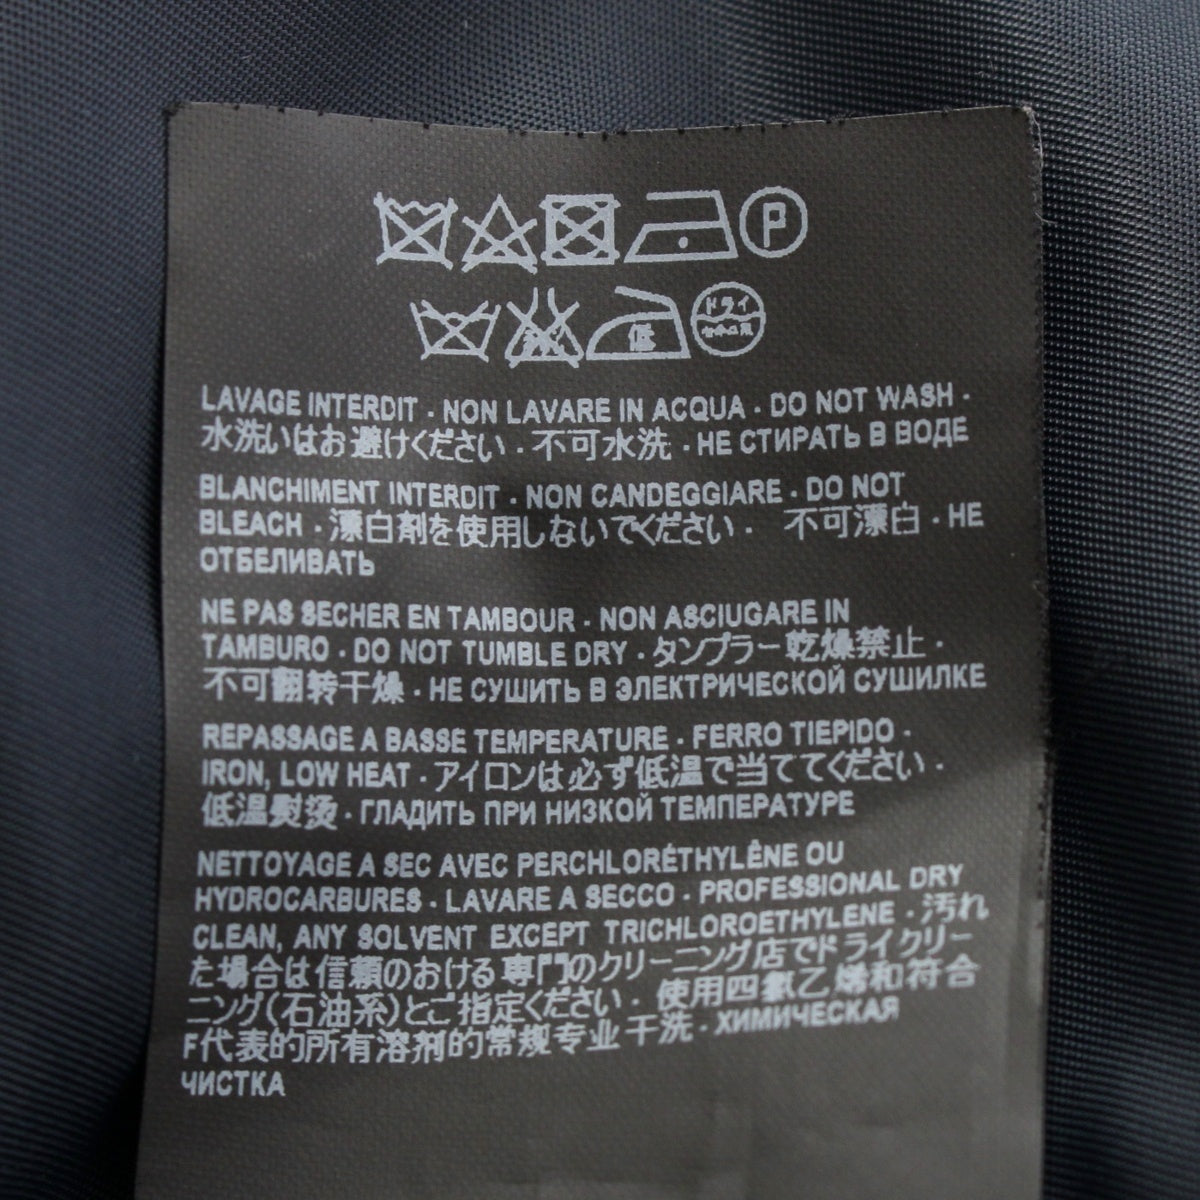 P
低
ドライ
LAVAGE INTERDIT · NON LAVARE IN ACQUA · DO NOT WASH ·
水洗いはお避けください · 不可水洗 · НЕ СТИРАТЬ В ВОДЕ
BLANCHIMENT INTERDIT · NON CANDEGGIARE · DO NOT
BLEACH · 漂白剤を使用しないでください · 不可漂白 · НЕ
ОТБЕЛИВАТЬ
NE PAS SECHER EN TAMBOUR · NON ASCIUGARE IN
TAMBURO · DO NOT TUMBLE DRY · タンブラー乾燥禁止 ·
不可翻转干燥 · НЕ СУШИТЬ В ЭЛЕКТРИЧЕСКОЙ СУШИЛКЕ
REPASSAGE A BASSE TEMPERATURE · FERRO TIEPIDO ·
IRON, LOW HEAT · アイロンは必ず低温で当ててください ·
低温熨烫 · ГЛАДИТЬ ПРИ НИЗКОЙ ТЕМПЕРАТУРЕ
NETTOYAGE A SEC AVEC PERCHLORÉTHYLÈNE OU
HYDROCARBURES · LAVARE A SECCO · PROFESSIONAL DRY
CLEAN, ANY SOLVENT EXCEPT TRICHLOROETHYLENE · 汚れ
た場合は信頼のおける専門のクリーニング店でドライクリー
ニング(石油系)とご指定ください · 使用四氯乙烯和符合
F代表的所有溶剂的常规专业干洗 · ХИМИЧЕСКАЯ
ЧИСТКА